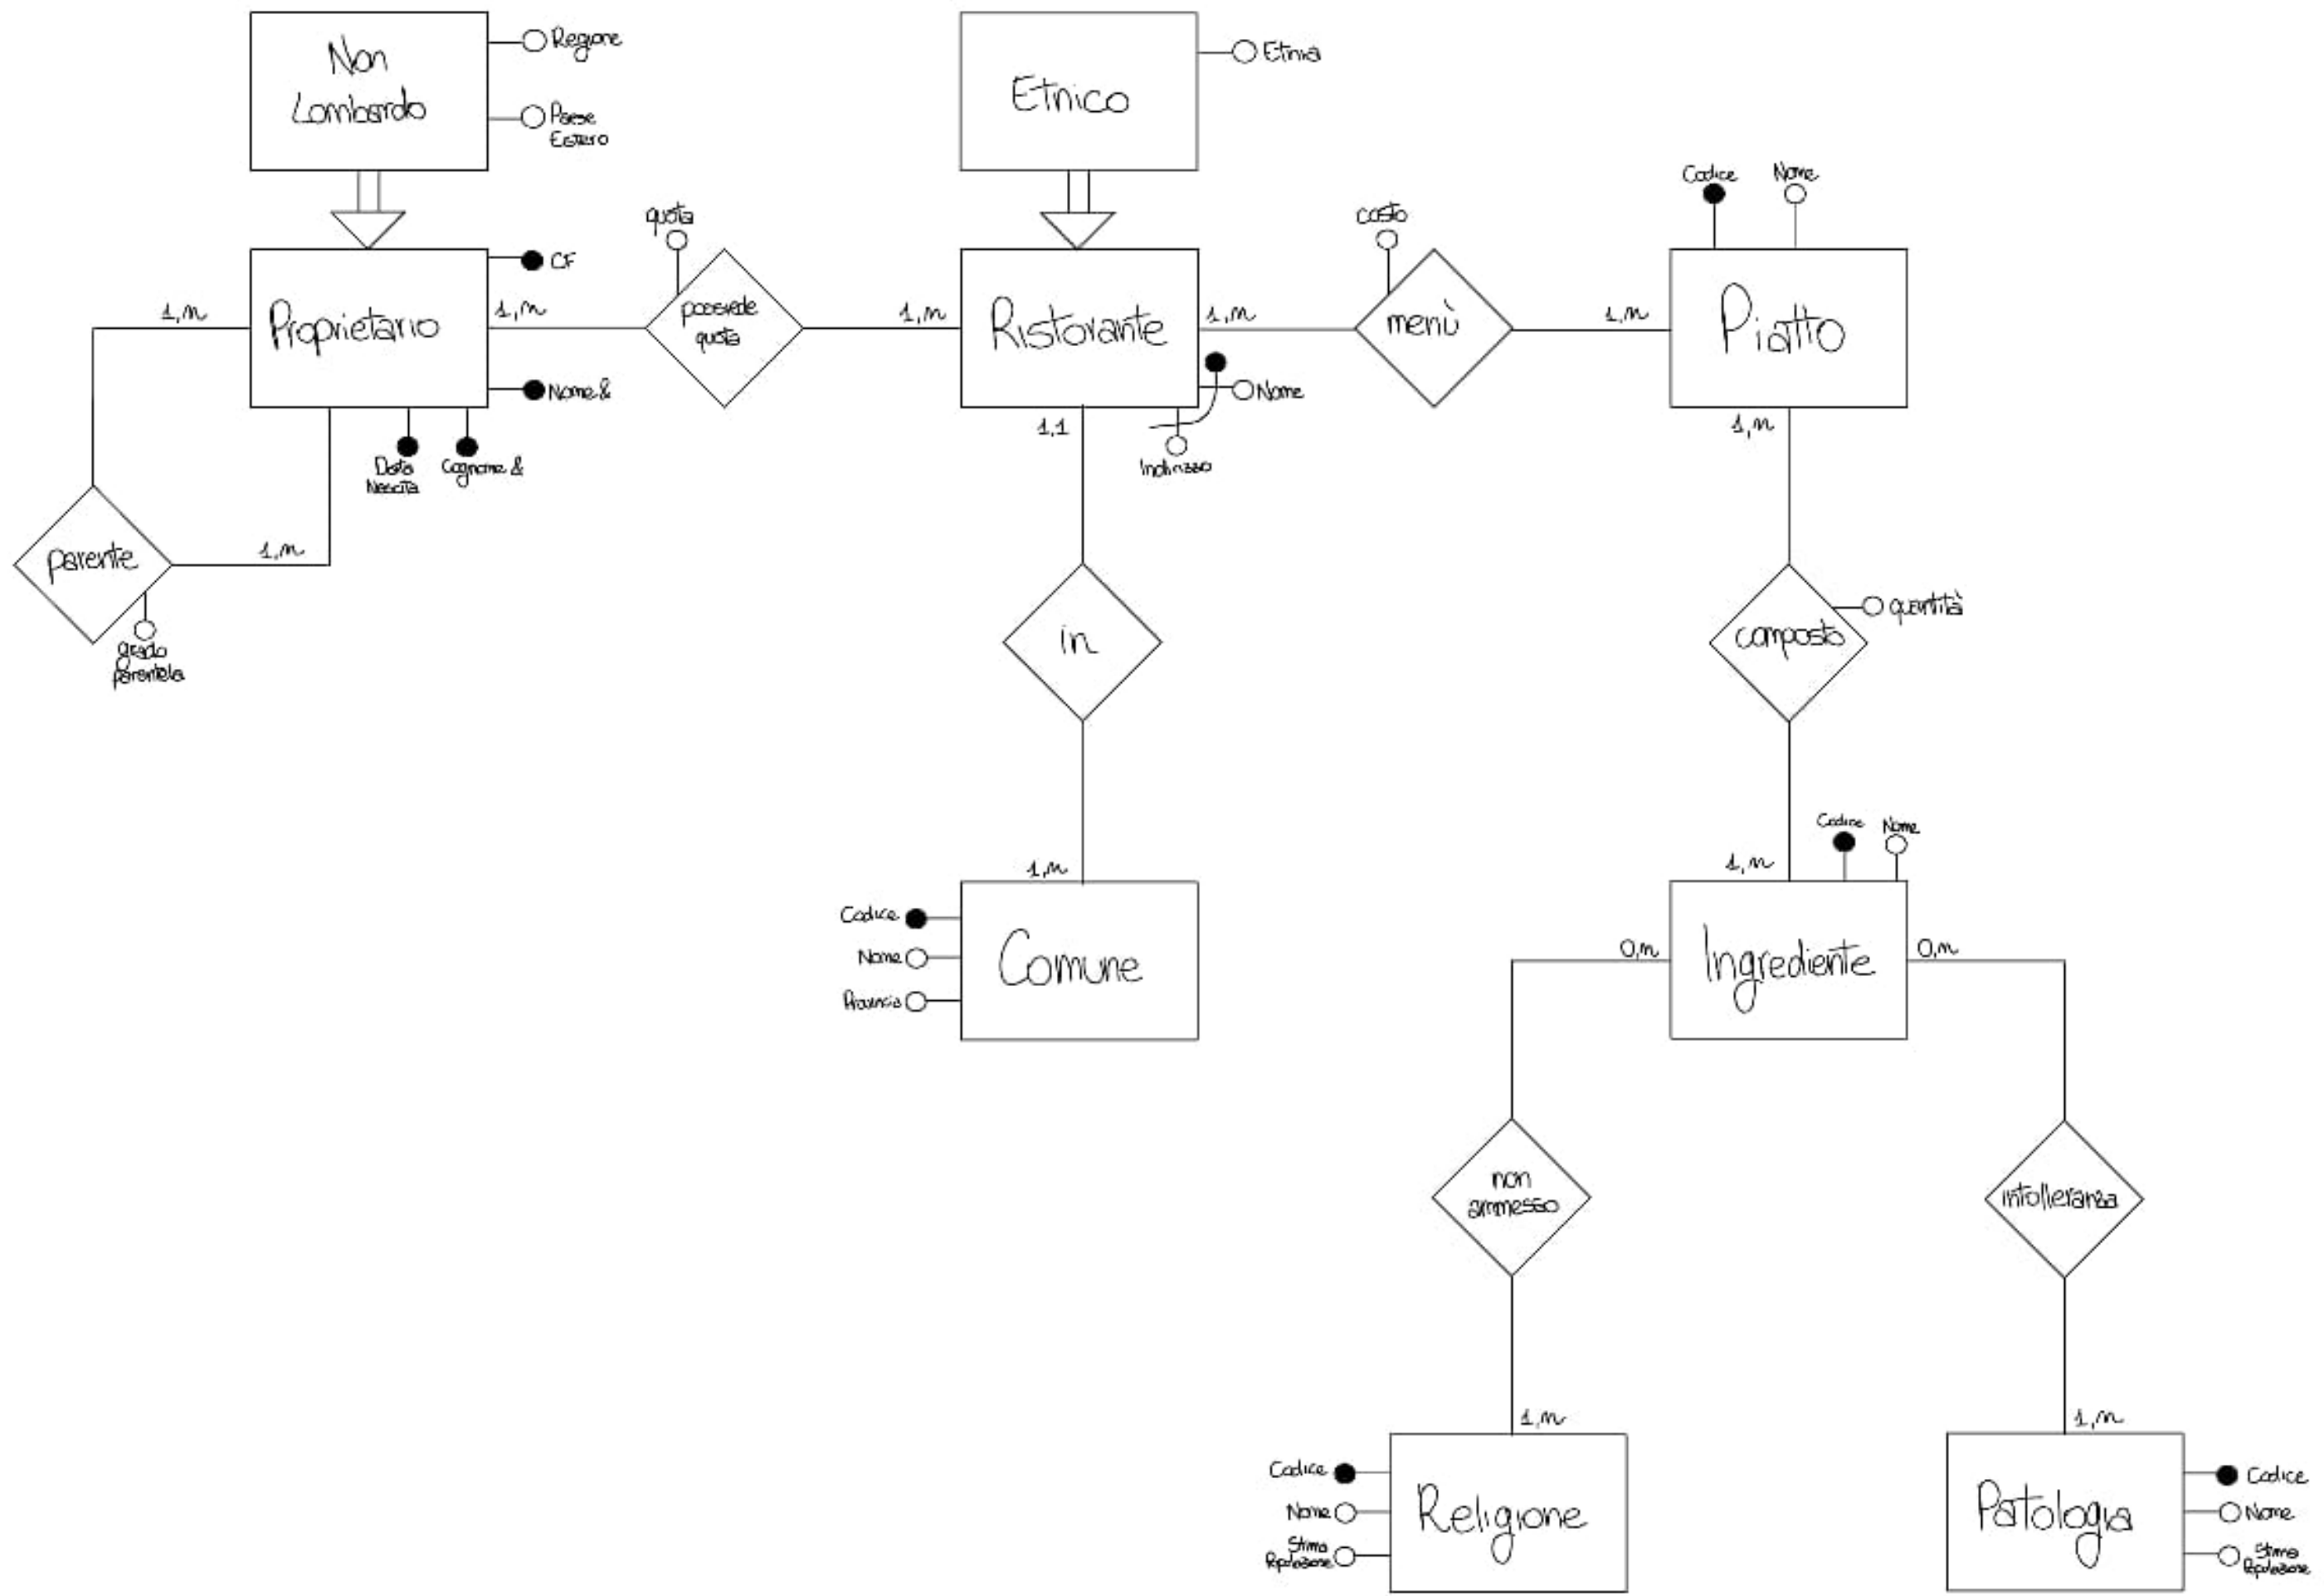 Non
Lombardo
Regione
Paese
Estero
Etnico
Etnia
Proprietario
CF
Nome &
Cognome &
Data
Nascita
1,n
1,n
1,n
parente
grado
parentela
quota
possiede
quota
1,n
Ristorante
Nome
Indirizzo
1,n
1,1
costo
menù
1,n
Codice
Nome
Piatto
1,n
composto
quantità
in
1,n
Codice
Nome
Provincia
Comune
1,n
Codice
Nome
Ingrediente
0,n
0,n
non
ammesso
intolleranza
1,n
1,n
Codice
Nome
Stima
Popolazione
Religione
Patologia
Codice
Nome
Stima
Popolazione